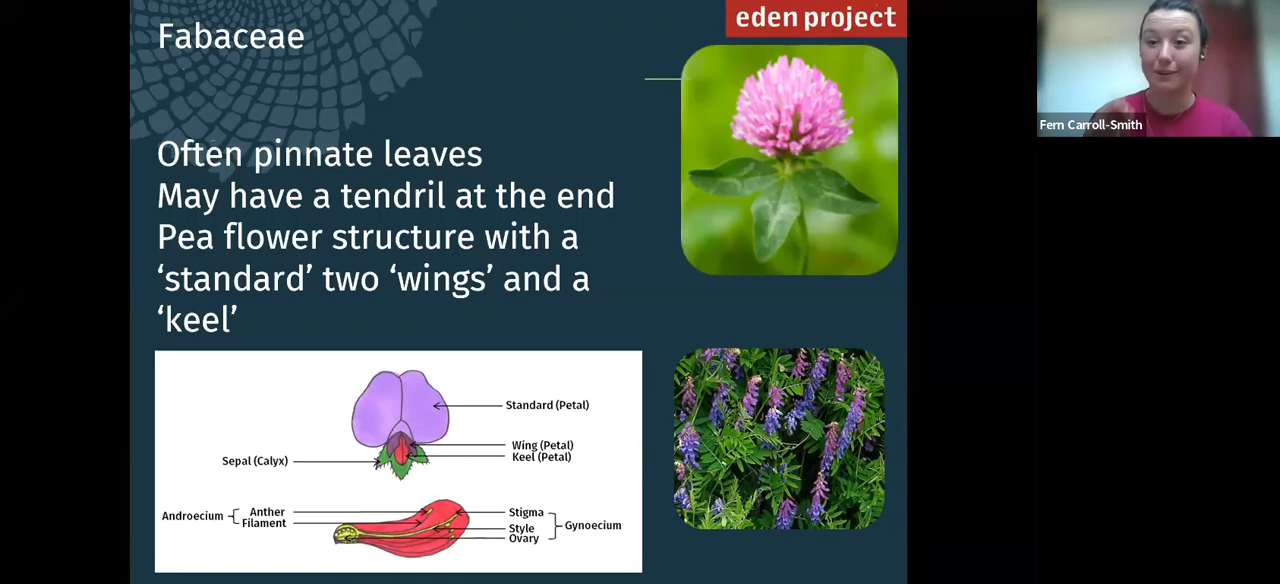 Fabaceae
eden project
Fern Carroll-Smith
Often pinnate leaves
May have a tendril at the end
Pea flower structure with a
‘standard’ two ‘wings’ and a
‘keel’
Standard (Petal)
Wing (Petal)
Keel (Petal)
Sepal (Calyx)
Androecium
Anther
Filament
Stigma
Style
Ovary
Gynoecium